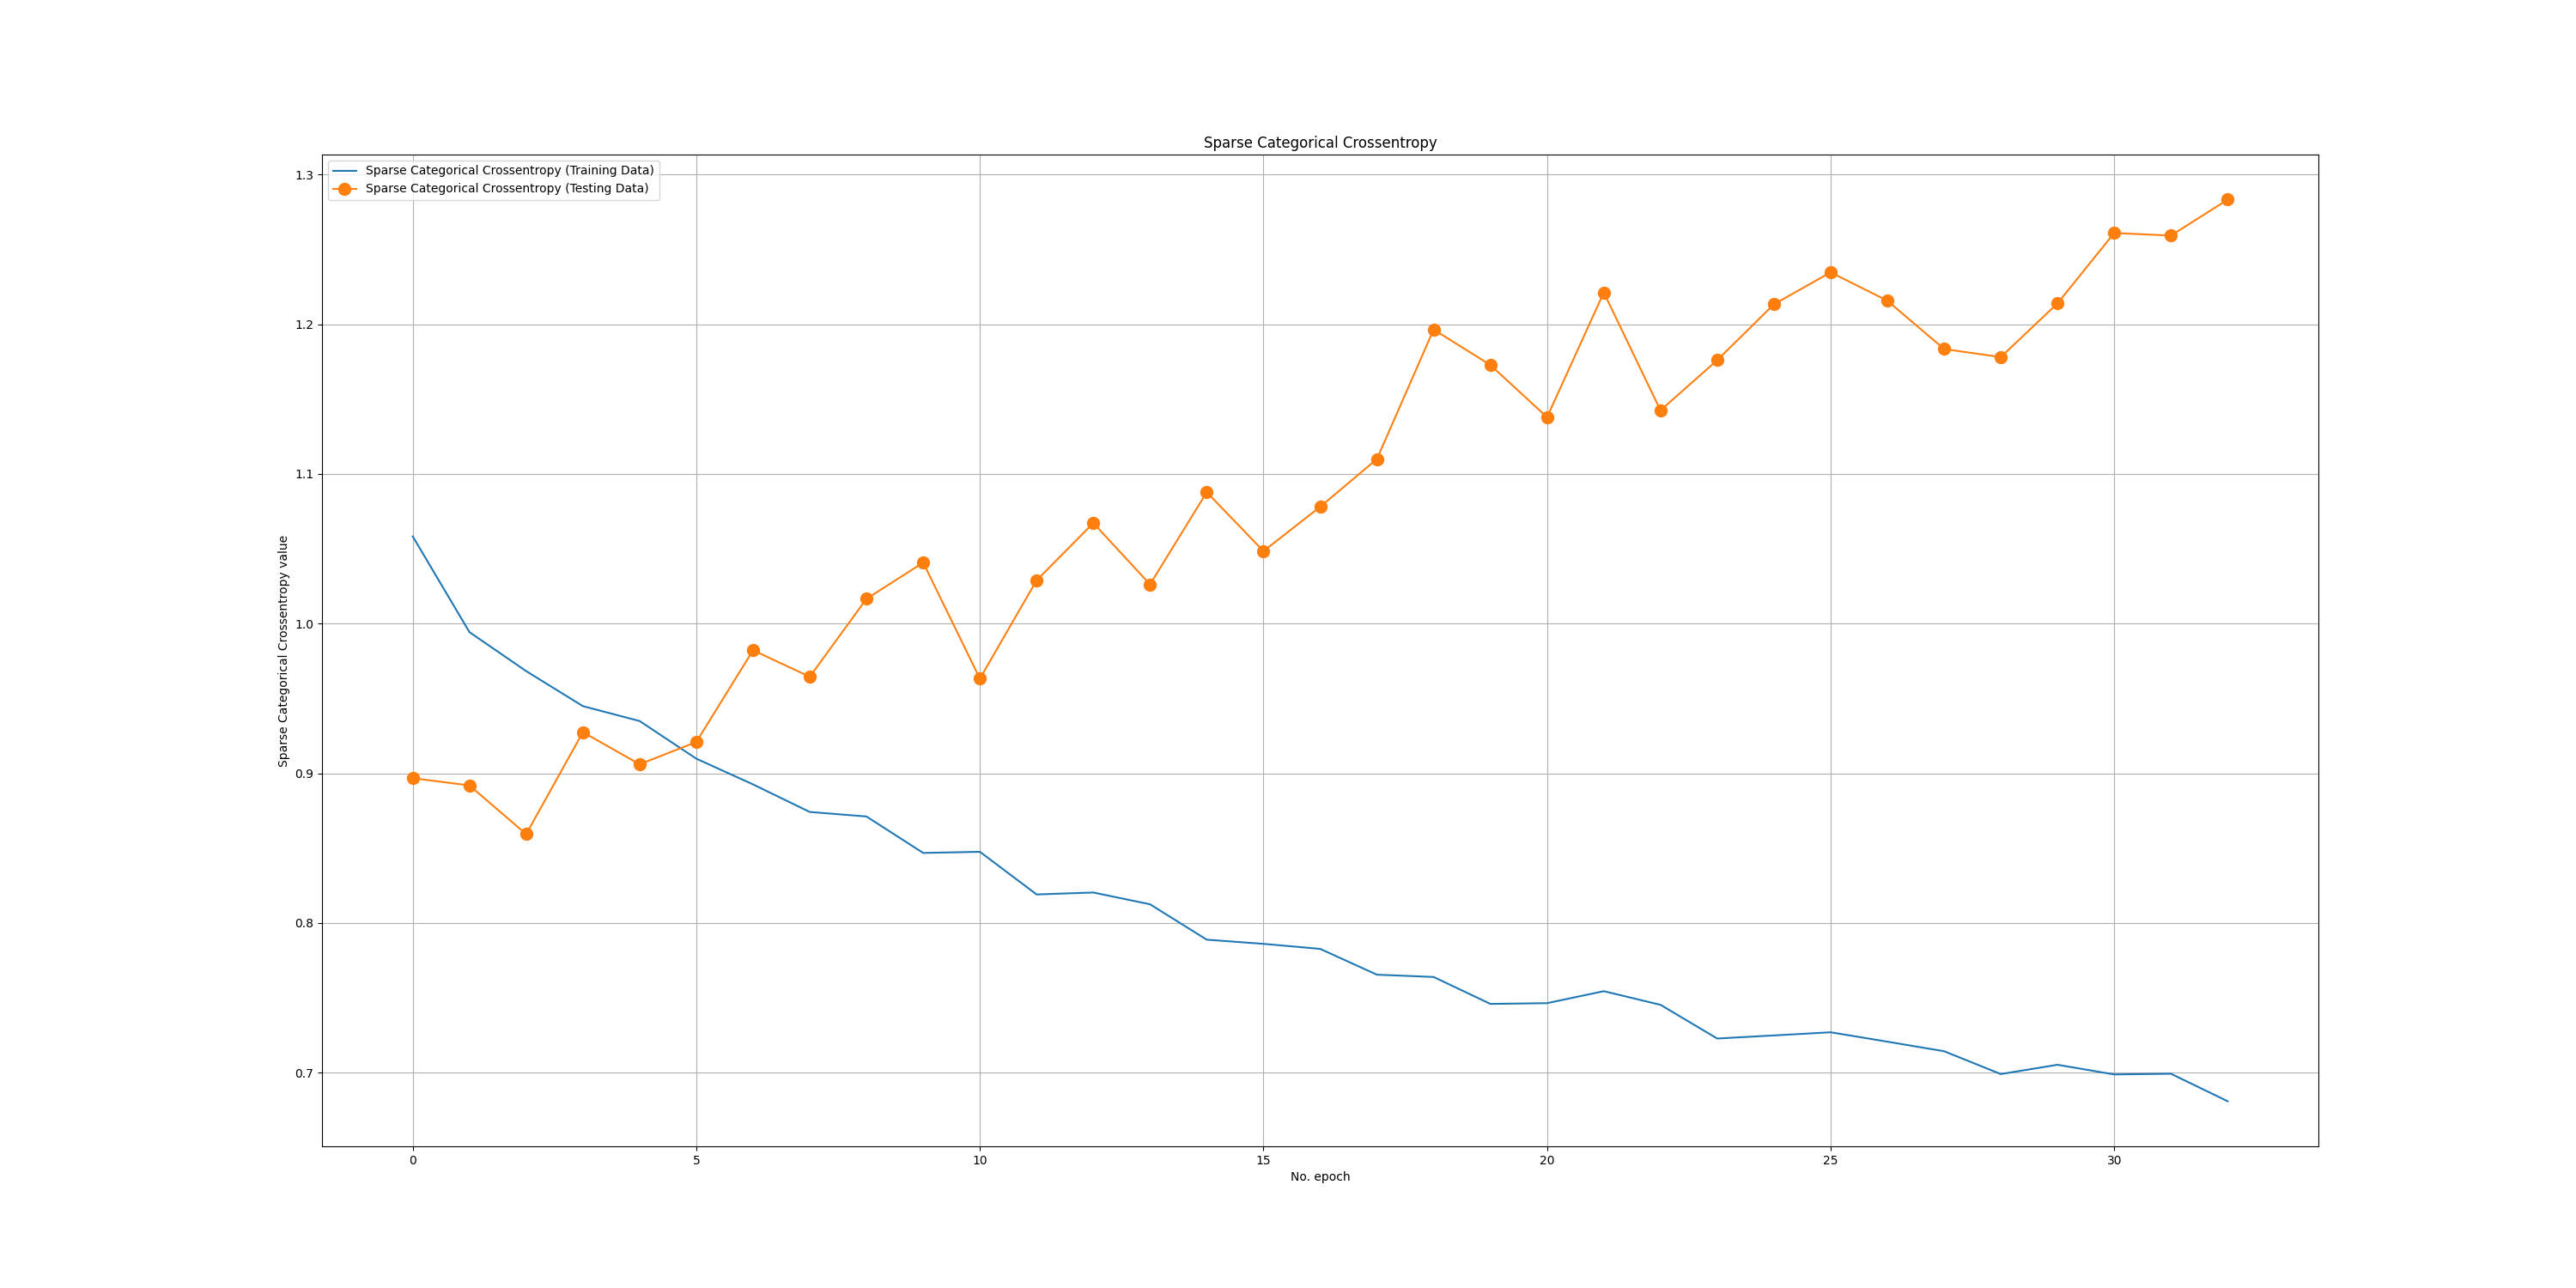 Sparse Categorical Crossentropy
Sparse Categorical Crossentropy (Training Data)
Sparse Categorical Crossentropy (Testing Data)
Sparse Categorical Crossentropy value
1.3
1.2
1.1
1.0
0.9
0.8
0.7
0 5 10 15 20 25 30
No. epoch